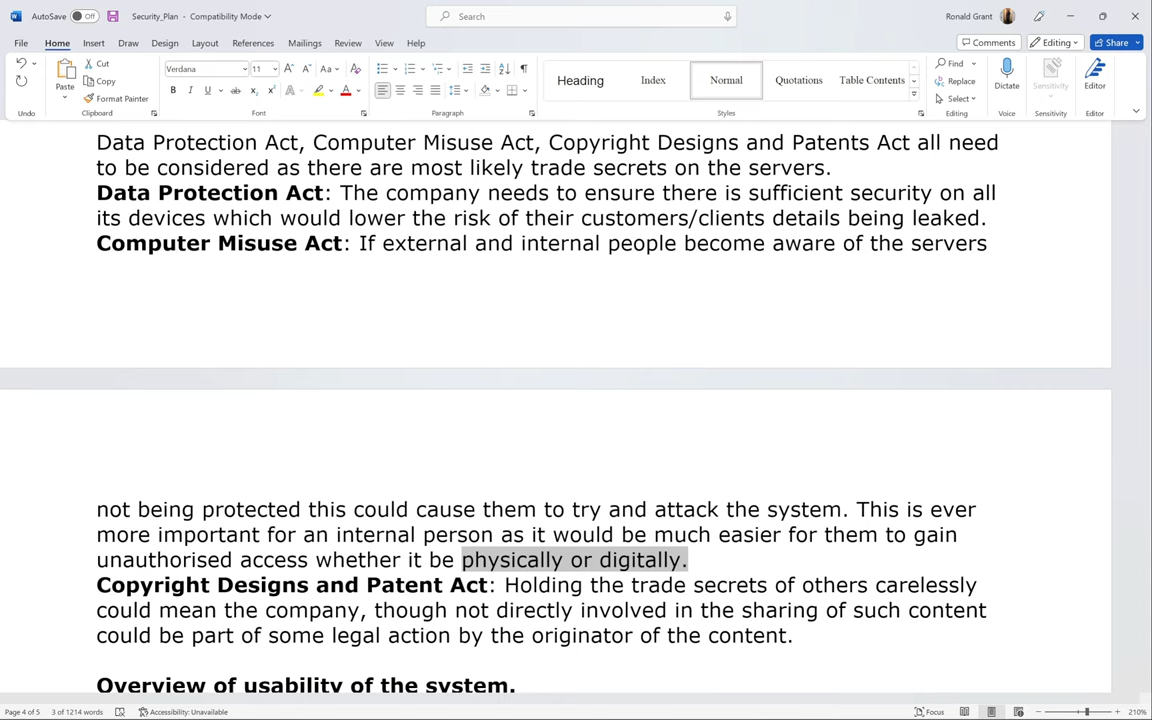 AutoSave Off Security_Plan - Compatibility Mode Search Ronald Grant
File Home Insert Draw Design Layout References Mailings Review View Help Comments Editing Share
Paste Cut Copy Format Painter Verdana 11 Heading Index Normal Quotations Table Contents Find Replace Select Dictate Sensitivity Editor
Undo Clipboard Font Paragraph Styles Editing Voice Sensitivity Editor
Data Protection Act, Computer Misuse Act, Copyright Designs and Patents Act all need
to be considered as there are most likely trade secrets on the servers.
Data Protection Act: The company needs to ensure there is sufficient security on all
its devices which would lower the risk of their customers/clients details being leaked.
Computer Misuse Act: If external and internal people become aware of the servers
not being protected this could cause them to try and attack the system. This is ever
more important for an internal person as it would be much easier for them to gain
unauthorised access whether it be physically or digitally.
Copyright Designs and Patent Act: Holding the trade secrets of others carelessly
could mean the company, though not directly involved in the sharing of such content
could be part of some legal action by the originator of the content.
Overview of usability of the system.
Page 4 of 5 3 of 1214 words Accessibility: Unavailable Focus 210%